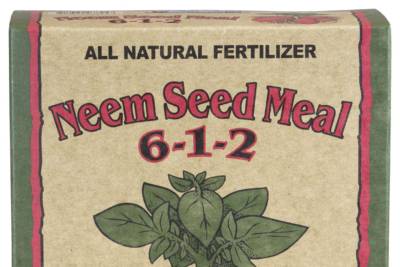 ALL NATURAL FERTILIZER
Neem Seed Meal
6-1-2